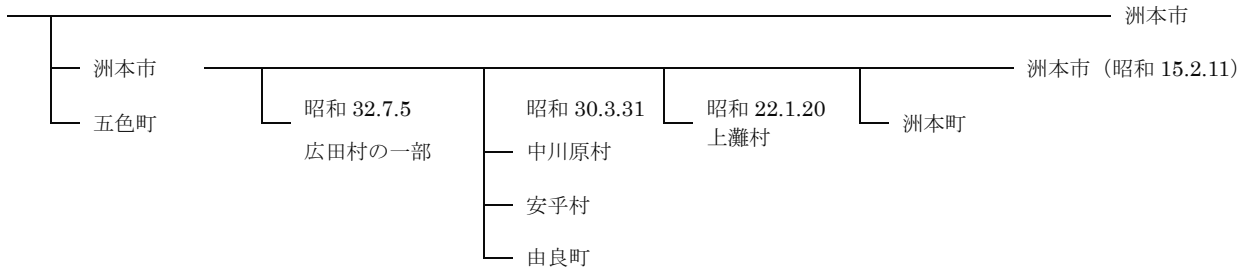 洲本市
洲本市
洲本市（昭和 15.2.11）
五色町
昭和 32.7.5
広田村の一部
昭和 30.3.31
中川原村
安乎村
由良町
昭和 22.1.20
上灘村
洲本町